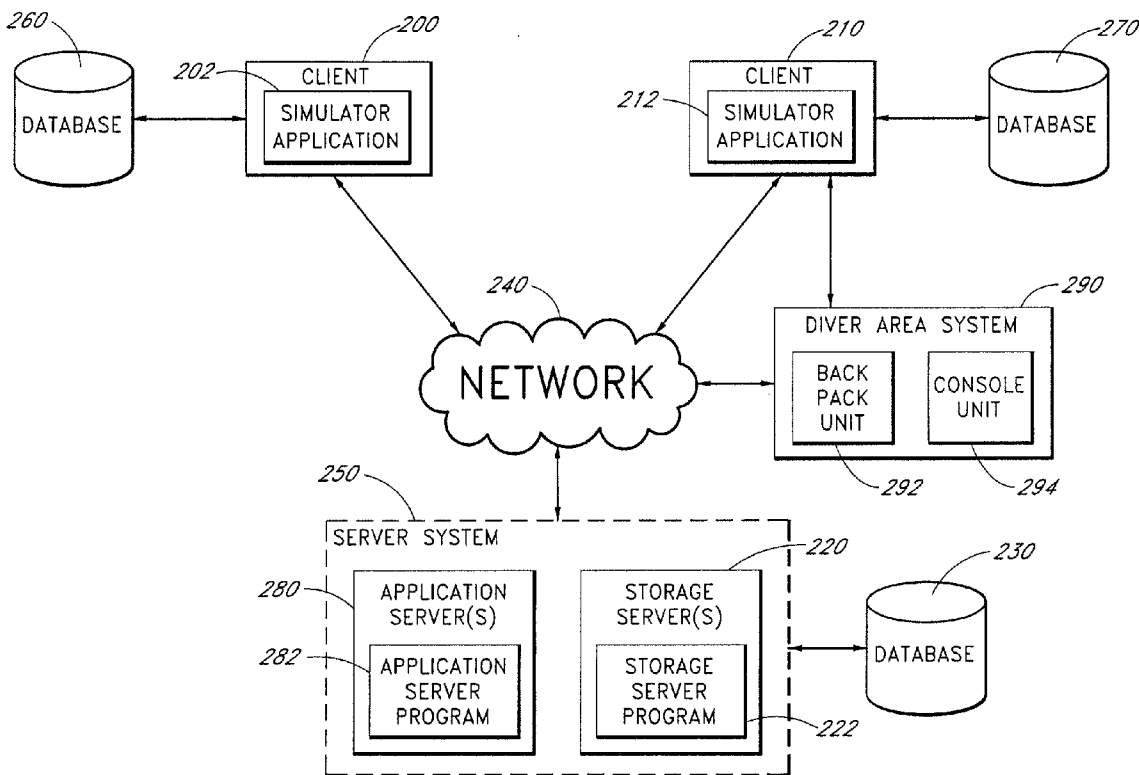 260
200
210
270
CLIENT
CLIENT
202
212
SIMULATOR
APPLICATION
SIMULATOR
APPLICATION
DATABASE
DATABASE
240
290
NETWORK
DIVER AREA SYSTEM
BACK
PACK
UNIT
CONSOLE
UNIT
292
294
250
SERVER SYSTEM
220
230
280
APPLICATION
SERVER(S)
STORAGE
SERVER(S)
282
APPLICATION
SERVER
PROGRAM
STORAGE
SERVER
PROGRAM
DATABASE
222